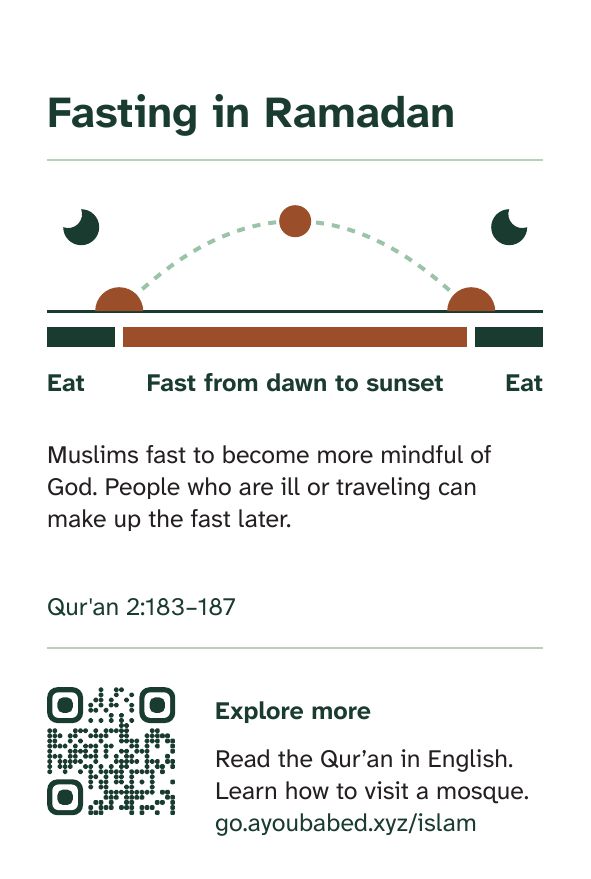 Fasting in Ramadan
Eat
Fast from dawn to sunset
Eat
Muslims fast to become more mindful of
God. People who are ill or traveling can
make up the fast later.
Qur'an 2:183–187
Explore more
Read the Qur’an in English.
Learn how to visit a mosque.
go.ayoubabed.xyz/islam